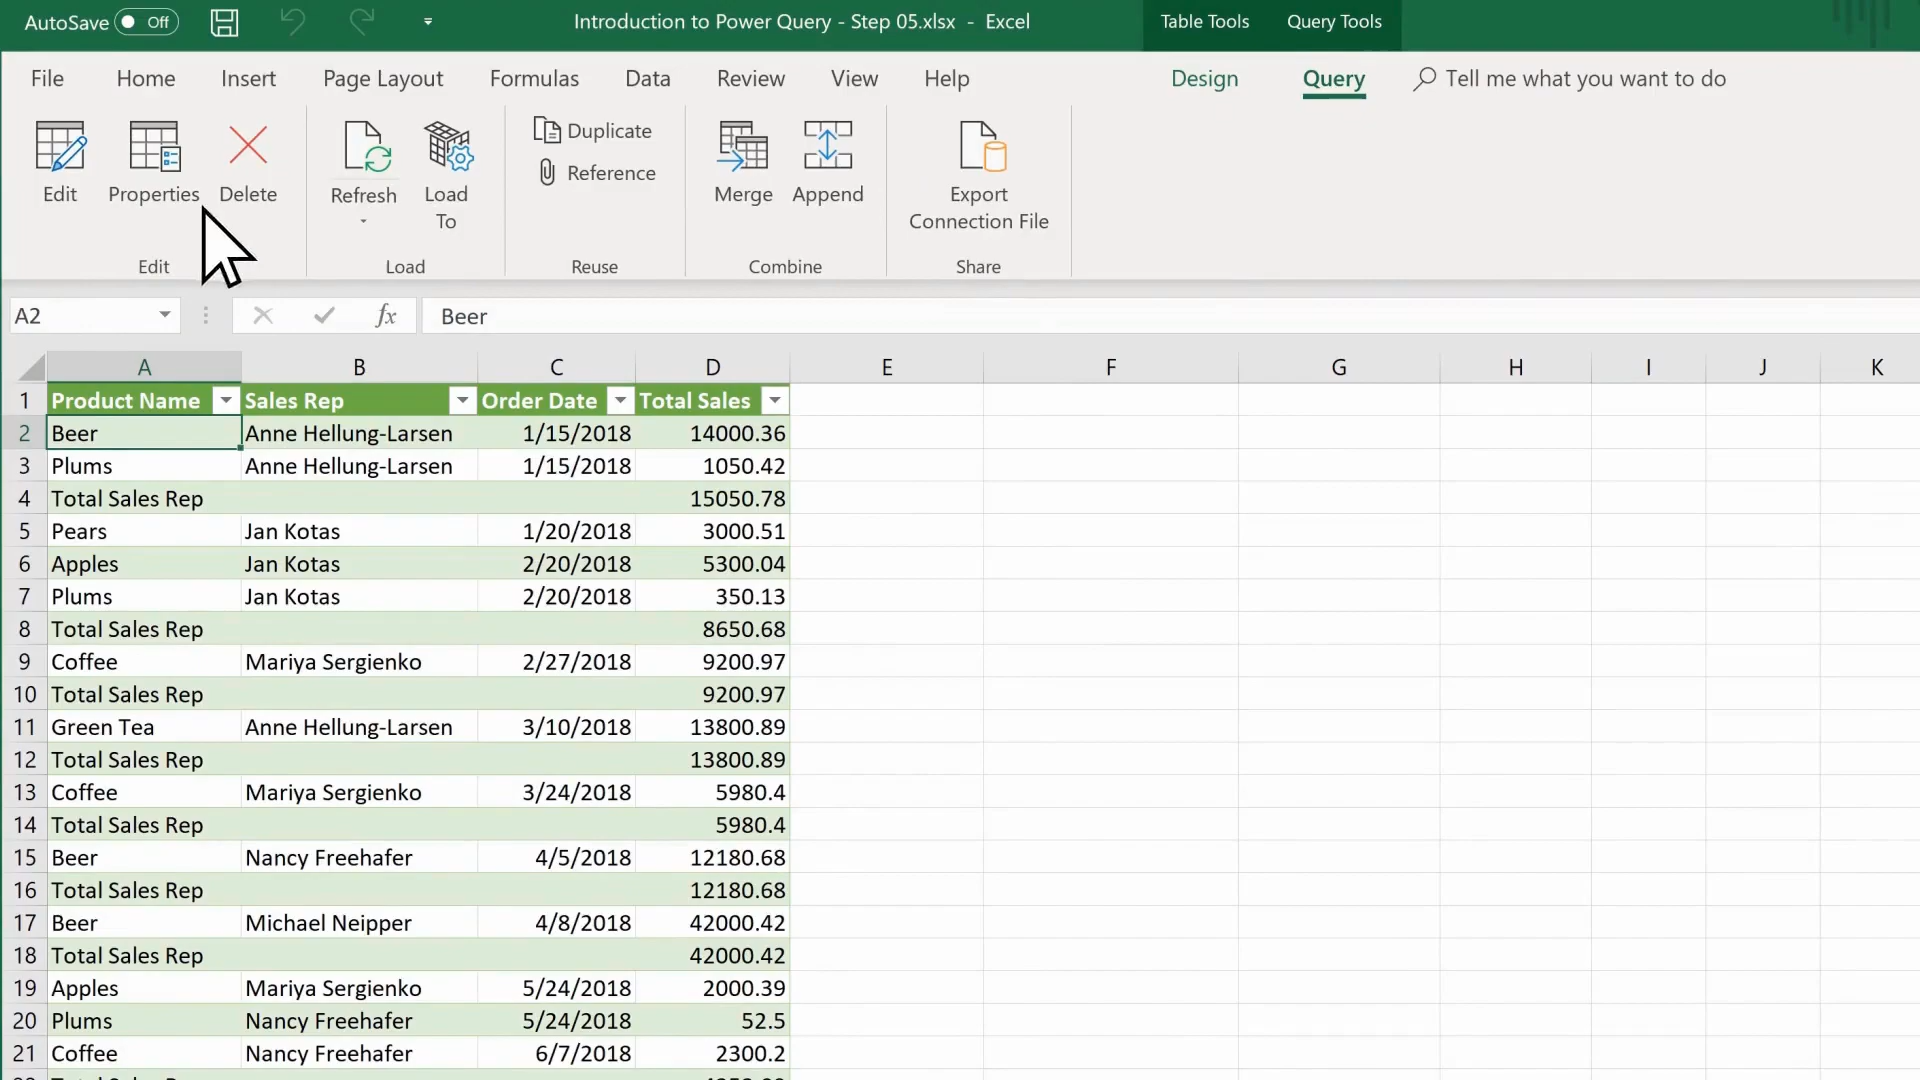 AutoSave Off Introduction to Power Query - Step 05.xlsx - Excel Table Tools Query Tools
File Home Insert Page Layout Formulas Data Review View Help Design Query Tell me what you want to do
Edit Properties Delete Refresh Load To Duplicate Reference Merge Append Export Connection File
Edit Load Reuse Combine Share
A2 fx Beer
A B C D E F G H I J K
1 Product Name Sales Rep Order Date Total Sales
2 Beer Anne Hellung-Larsen 1/15/2018 14000.36
3 Plums Anne Hellung-Larsen 1/15/2018 1050.42
4 Total Sales Rep 15050.78
5 Pears Jan Kotas 1/20/2018 3000.51
6 Apples Jan Kotas 2/20/2018 5300.04
7 Plums Jan Kotas 2/20/2018 350.13
8 Total Sales Rep 8650.68
9 Coffee Mariya Sergienko 2/27/2018 9200.97
10 Total Sales Rep 9200.97
11 Green Tea Anne Hellung-Larsen 3/10/2018 13800.89
12 Total Sales Rep 13800.89
13 Coffee Mariya Sergienko 3/24/2018 5980.4
14 Total Sales Rep 5980.4
15 Beer Nancy Freehafer 4/5/2018 12180.68
16 Total Sales Rep 12180.68
17 Beer Michael Neipper 4/8/2018 42000.42
18 Total Sales Rep 42000.42
19 Apples Mariya Sergienko 5/24/2018 2000.39
20 Plums Nancy Freehafer 5/24/2018 52.5
21 Coffee Nancy Freehafer 6/7/2018 2300.2